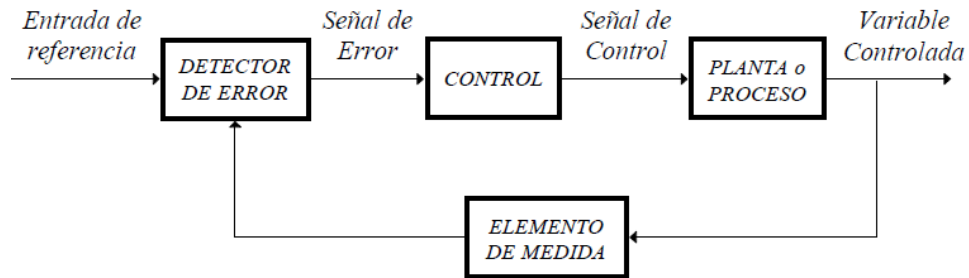 Entrada de
referencia
Señal de
Error
Señal de
Control
Variable
Controlada
DETECTOR
DE ERROR
CONTROL
PLANTA o
PROCESO
ELEMENTO
DE MEDIDA